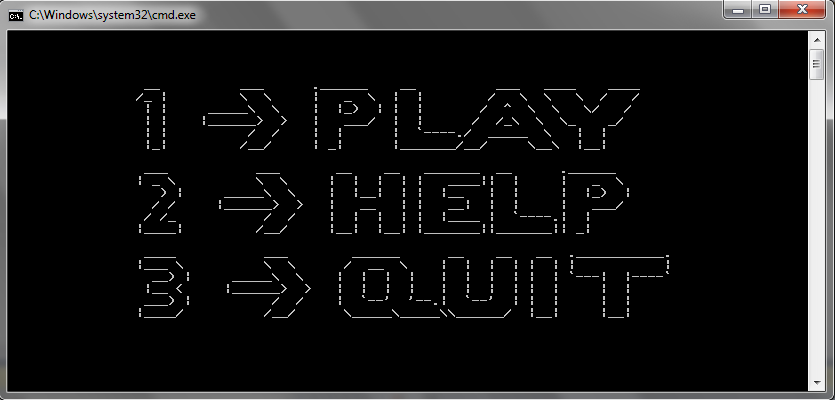 C:\Windows\system32\cmd.exe
1 → PLAY
2 → HELP
3 → QUIT